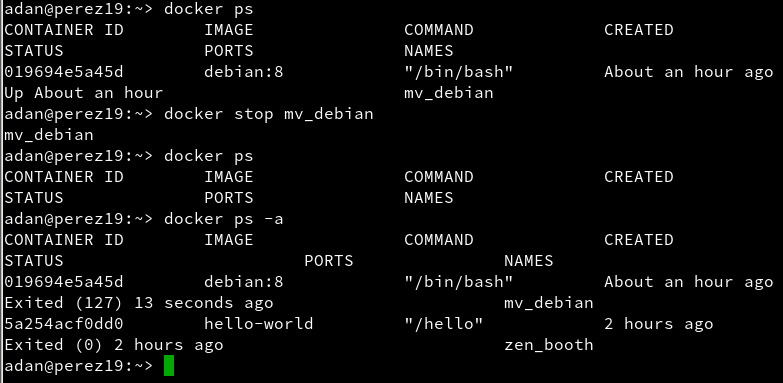 adan@perez19:~> docker ps
CONTAINER ID        IMAGE               COMMAND             CREATED
STATUS              PORTS               NAMES
019694e5a45d        debian:8            "/bin/bash"         About an hour ago
Up About an hour                        mv_debian
adan@perez19:~> docker stop mv_debian
mv_debian
adan@perez19:~> docker ps
CONTAINER ID        IMAGE               COMMAND             CREATED
STATUS              PORTS               NAMES
adan@perez19:~> docker ps -a
CONTAINER ID        IMAGE               COMMAND             CREATED
STATUS                        PORTS               NAMES
019694e5a45d        debian:8            "/bin/bash"         About an hour ago
Exited (127) 13 seconds ago                       mv_debian
5a254acf0dd0        hello-world         "/hello"            2 hours ago
Exited (0) 2 hours ago                            zen_booth
adan@perez19:~>